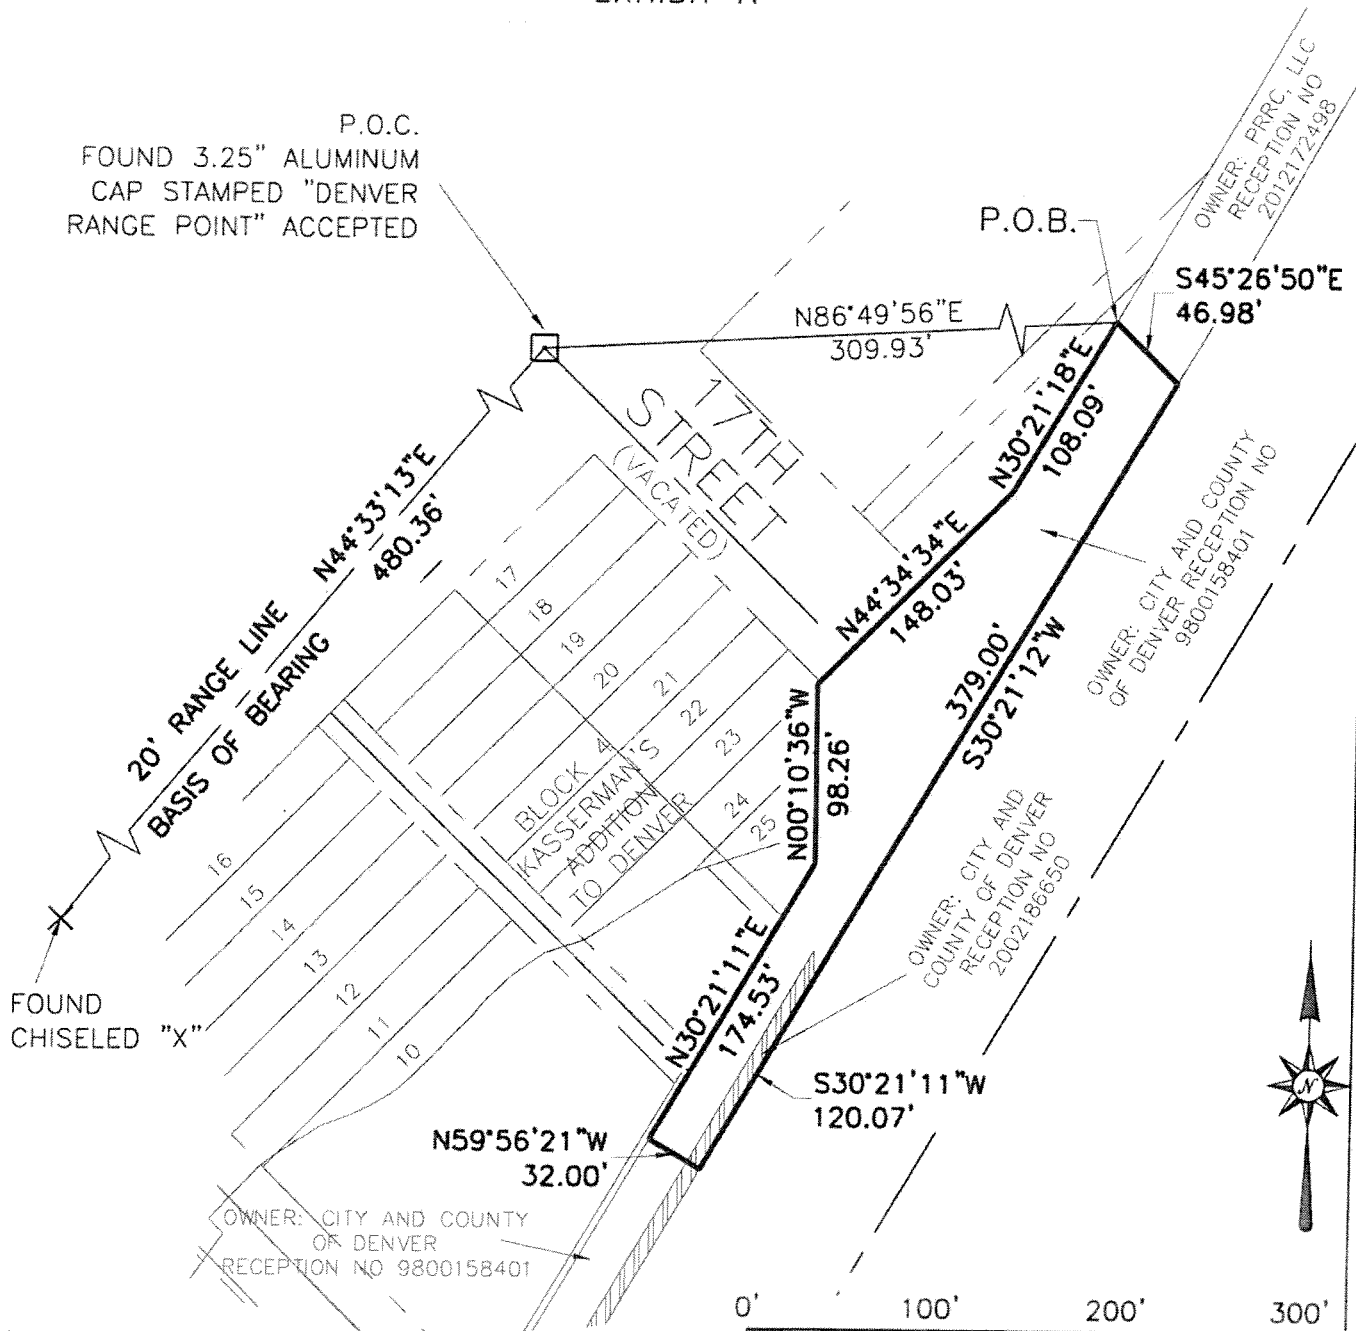 P.O.C.
FOUND 3.25" ALUMINUM
CAP STAMPED "DENVER
RANGE POINT" ACCEPTED
OWNER: PRRC, LLC
RECEPTION NO
2012172498
P.O.B.
S45°26'50"E
46.98'
N86°49'56"E
309.93'
17TH
STREET
(VACATED)
N30°21'18"E
108.09'
N44°33'13"E
480.36'
20' RANGE LINE
BASIS OF BEARING
OWNER: CITY AND COUNTY
OF DENVER RECEPTION NO
9800158401
N44°34'34"E
148.03'
379.00'
S30°21'12"W
17
18
19
20
21
22
23
24
25
BLOCK 4
KASSERMAN'S
ADDITION
TO DENVER
N00°10'36"W
98.26'
16
15
14
13
12
11
10
FOUND
CHISELED "X"
OWNER: CITY AND
COUNTY OF DENVER
RECEPTION NO
2002186650
N30°21'11"E
174.53'
S30°21'11"W
120.07'
N59°56'21"W
32.00'
N
OWNER: CITY AND COUNTY
OF DENVER
RECEPTION NO 9800158401
0' 100' 200' 300'